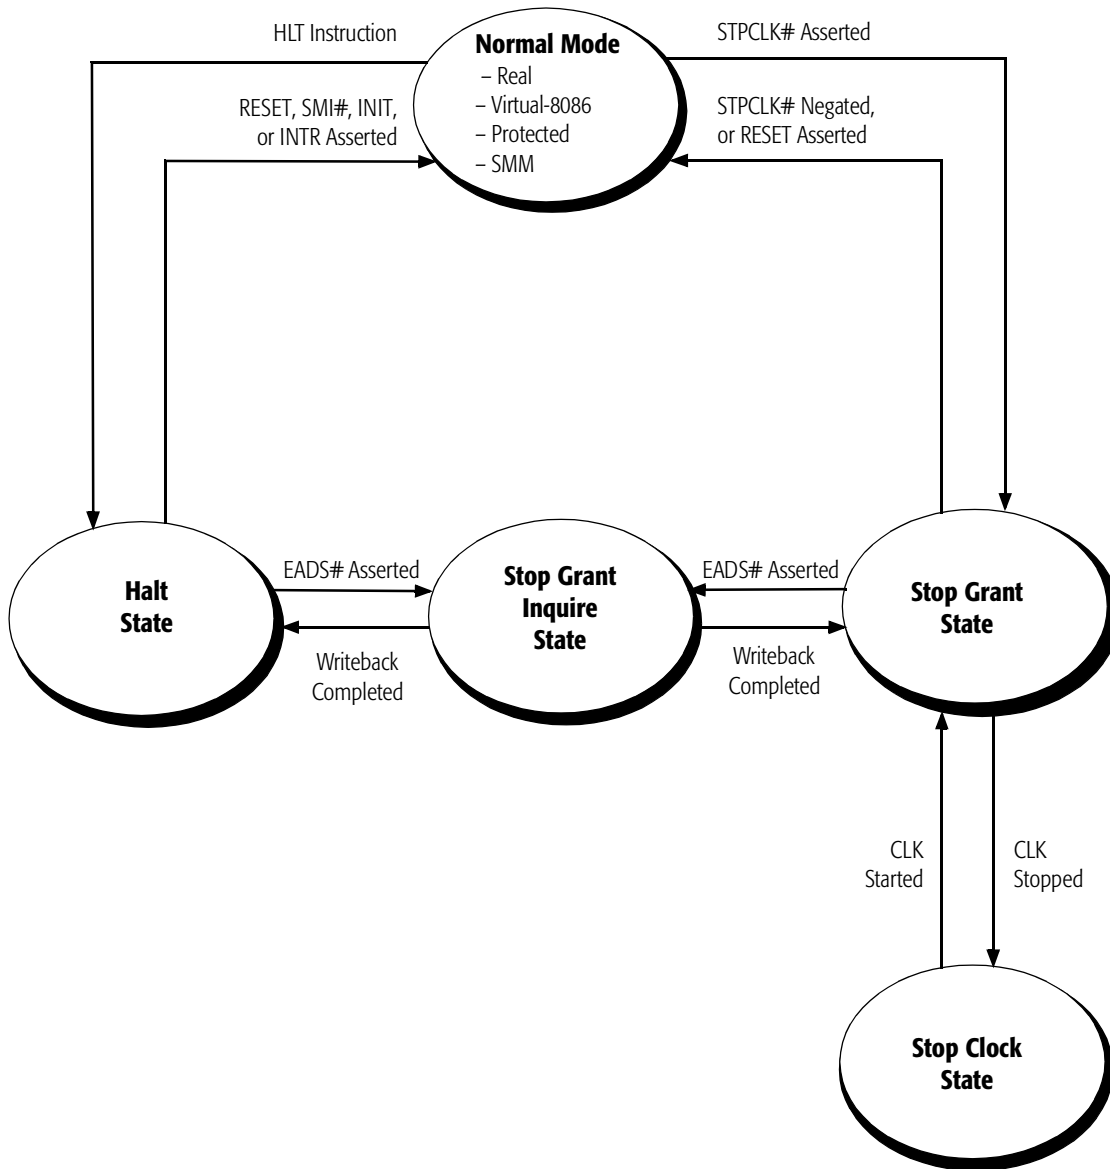 HLT Instruction
Normal Mode
– Real
– Virtual-8086
– Protected
– SMM
STPCLK# Asserted
RESET, SMI#, INIT,
or INTR Asserted
STPCLK# Negated,
or RESET Asserted
Halt
State
EADS# Asserted
Writeback
Completed
Stop Grant
Inquire
State
EADS# Asserted
Writeback
Completed
Stop Grant
State
CLK
Started
CLK
Stopped
Stop Clock
State